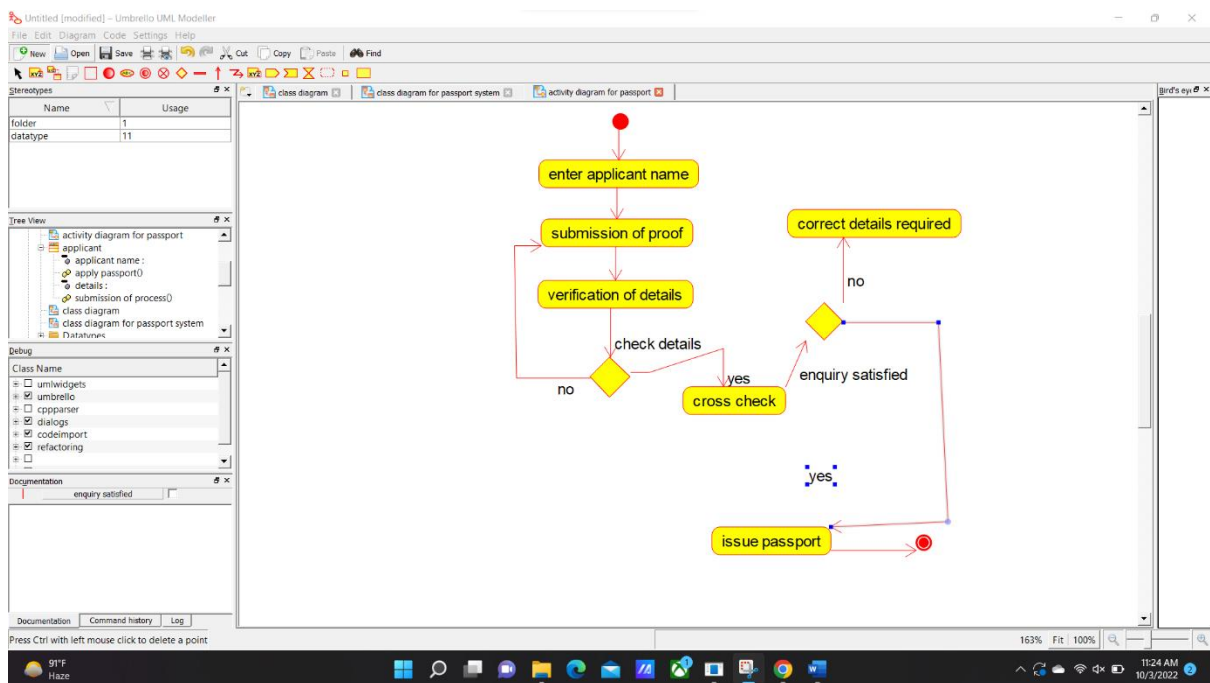 Untitled [modified] – Umbrello UML Modeller
File Edit Diagram Code Settings Help
New Open Save Cut Copy Paste Find
Stereotypes
Name Usage
folder 1
datatype 11
Tree View
activity diagram for passport
applicant
applicant name :
apply passport()
details :
submission of process()
class diagram
class diagram for passport system
Datatypes
Debug
Class Name
umlwidgets
umbrello
cppparser
dialogs
codeimport
refactoring
Documentation
enquiry satisfied
Documentation Command history Log
Press Ctrl with left mouse click to delete a point
class diagram class diagram for passport system activity diagram for passport
enter applicant name
submission of proof
verification of details
check details
no
yes
cross check
enquiry satisfied
correct details required
no
yes
issue passport
Bird's eye
163% Fit 100%
91°F
Haze
11:24 AM
10/3/2022
2